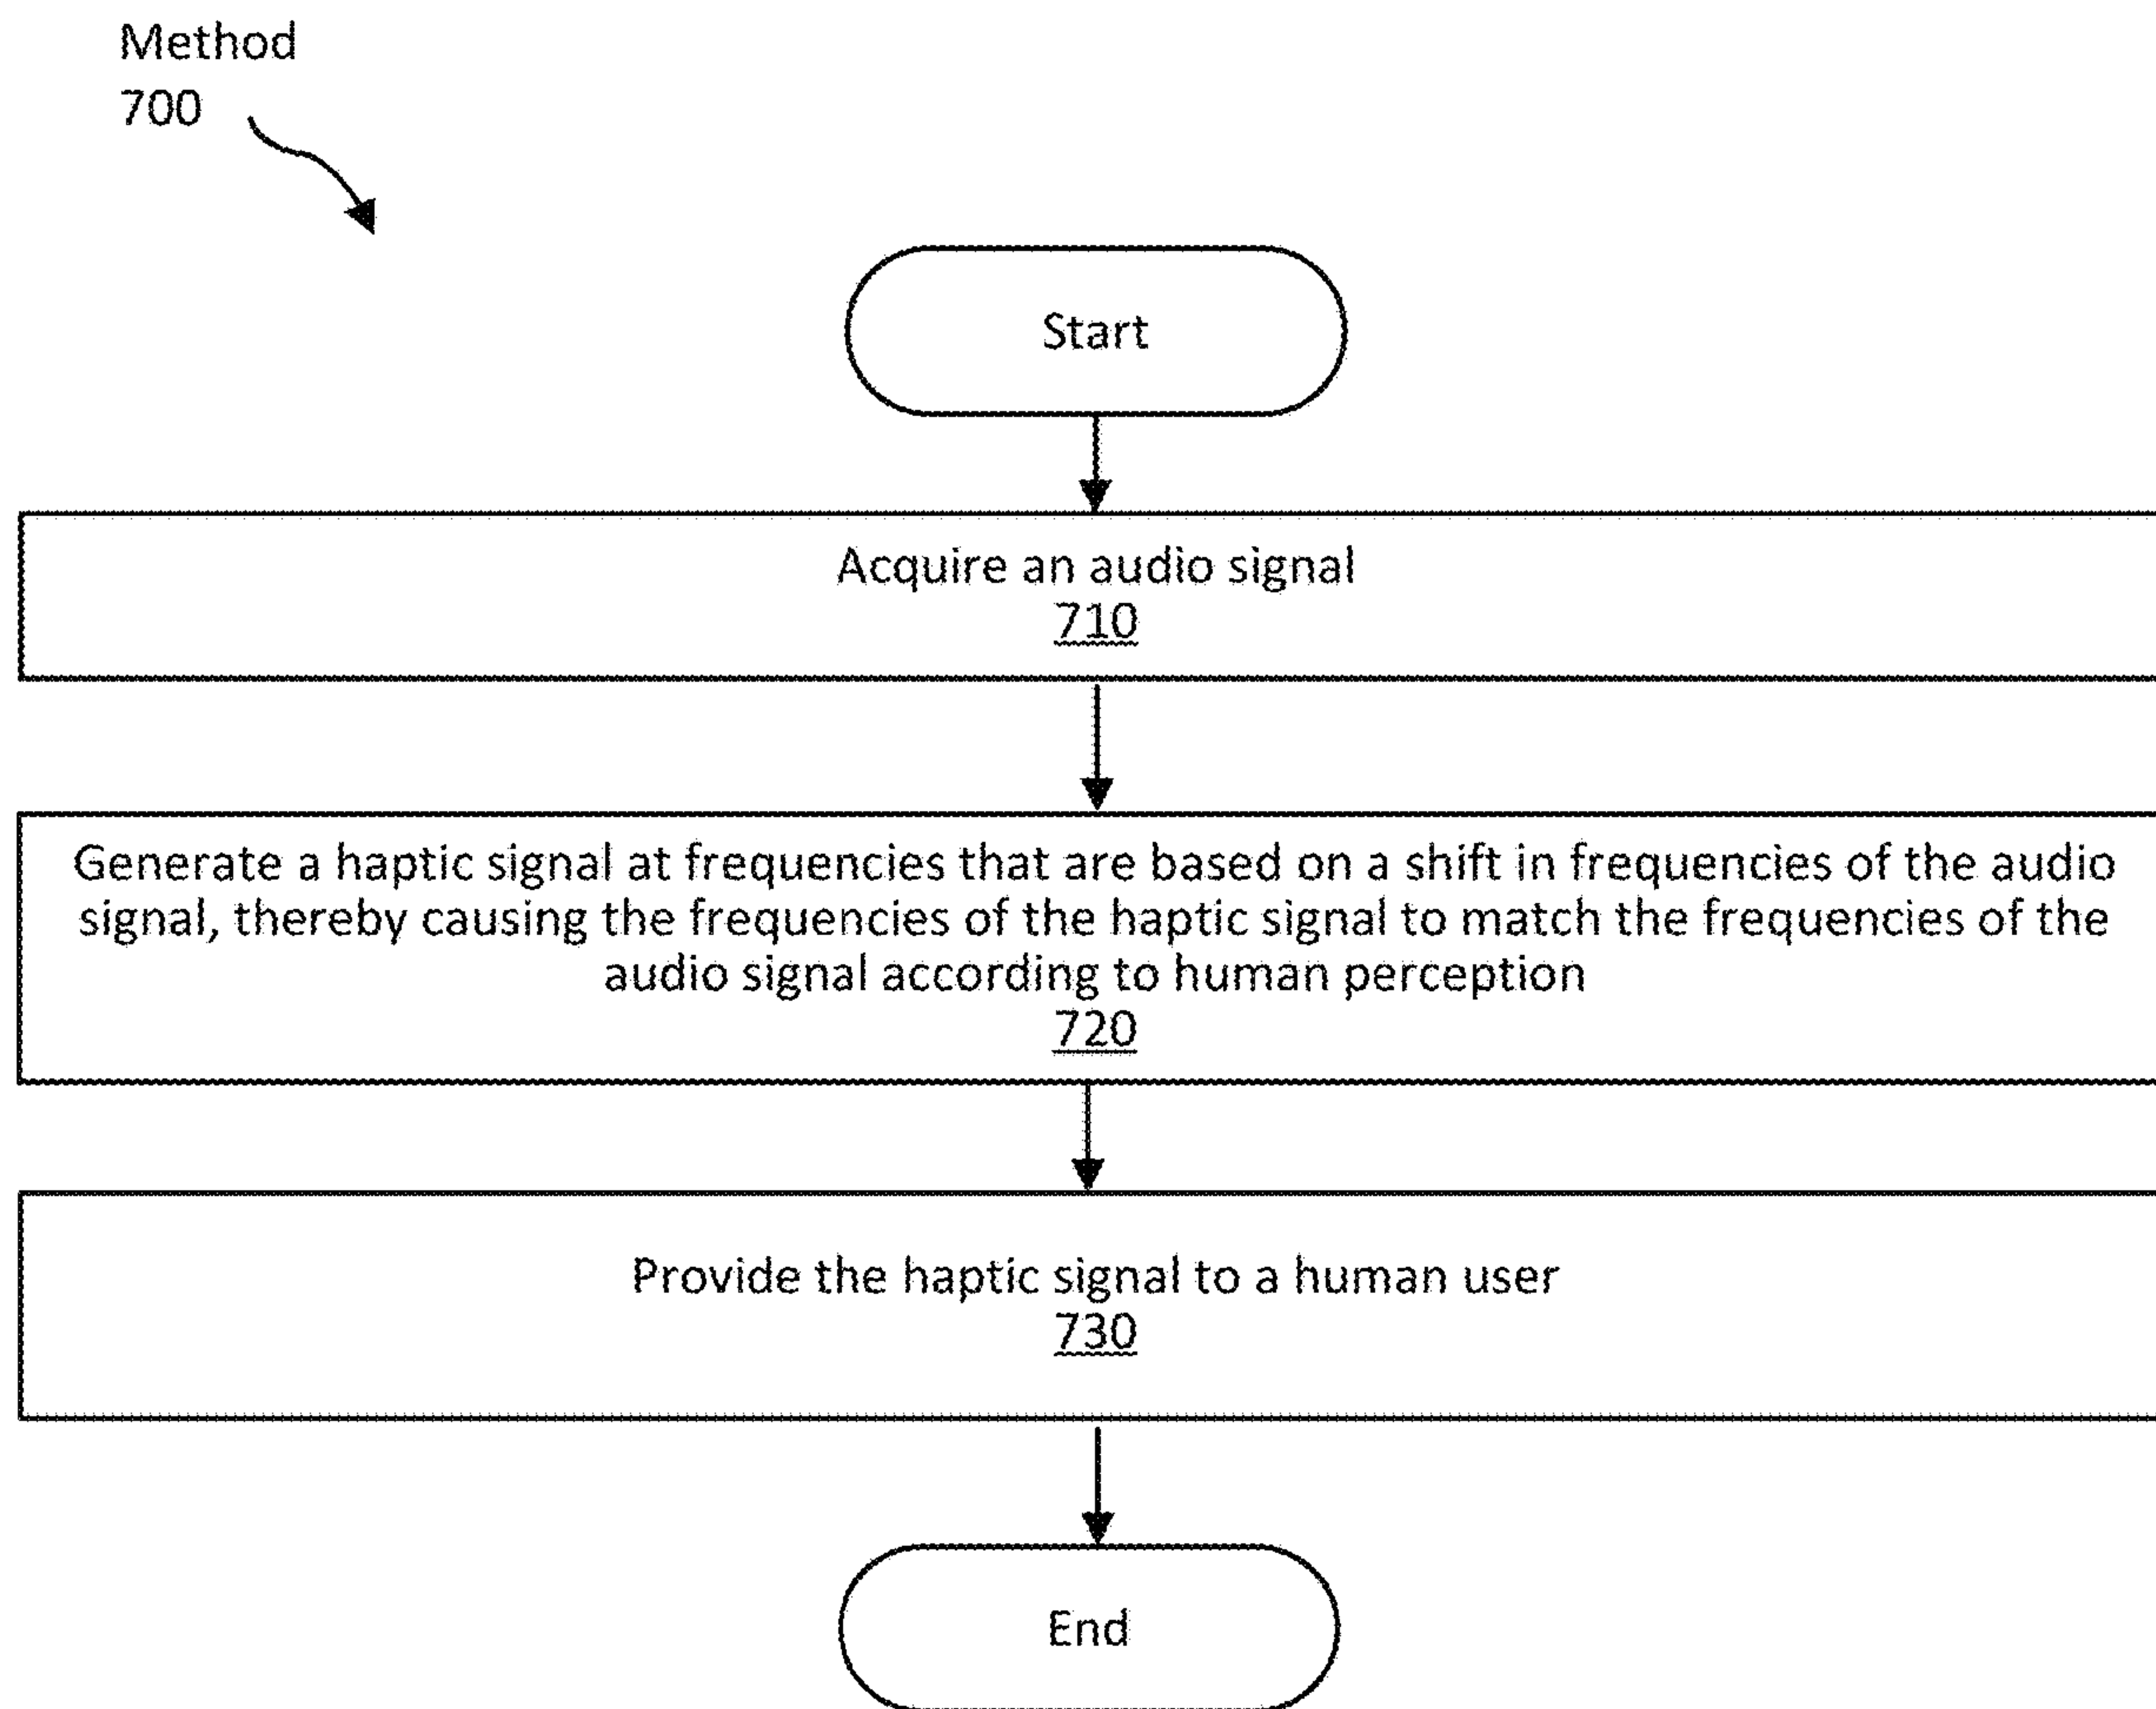 Method
700
Start
Acquire an audio signal
710
Generate a haptic signal at frequencies that are based on a shift in frequencies of the audio
signal, thereby causing the frequencies of the haptic signal to match the frequencies of the
audio signal according to human perception
720
Provide the haptic signal to a human user
730
End